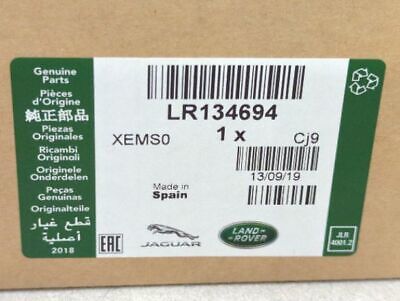 Genuine
Parts
Pièces
d'Origine
純正部品
Piezas
Originales
Ricambi
Originali
Originele
Onderdelen
Peças
Genuínas
Originalteile
قطع غيار
أصلية
2018
LR134694
XEMS0
1 x
Cj9
13/09/19
Made in
Spain
EAC
JAGUAR
LAND-
ROVER
JLR
4001.2